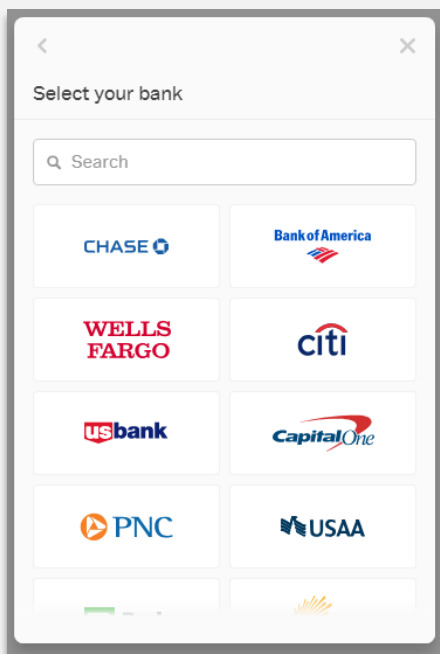 Select your bank
Search
CHASE
Bank of America
WELLS
FARGO
citi
usbank
Capital One
PNC
USAA